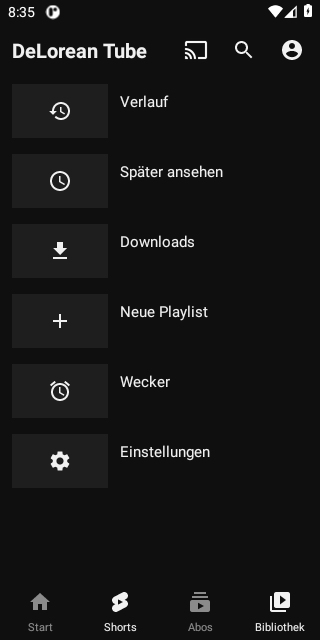 8:35
DeLorean Tube
Verlauf
Später ansehen
Downloads
Neue Playlist
Wecker
Einstellungen
Start
Shorts
Abos
Bibliothek